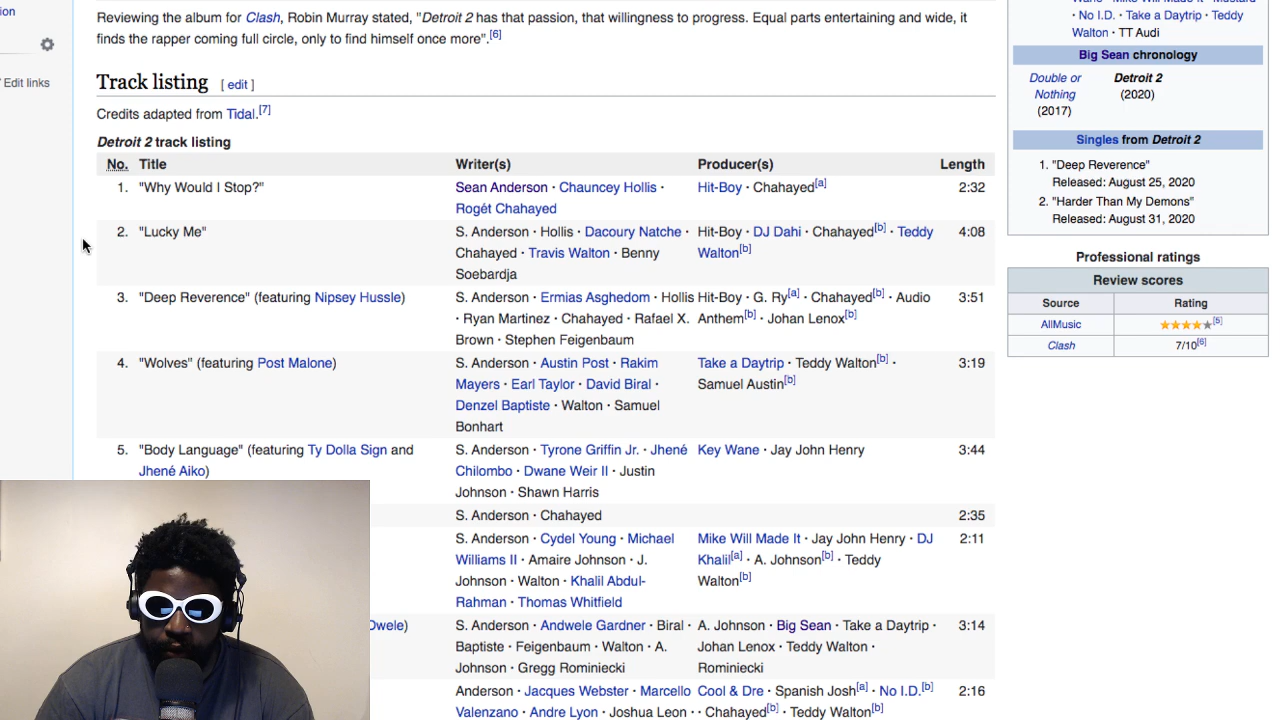 ion
Edit links
Reviewing the album for Clash, Robin Murray stated, "Detroit 2 has that passion, that willingness to progress. Equal parts entertaining and wide, it
finds the rapper coming full circle, only to find himself once more".[6]
Track listing [ edit ]
Credits adapted from Tidal.[7]
Detroit 2 track listing
No. Title Writer(s) Producer(s) Length
1. "Why Would I Stop?" Sean Anderson · Chauncey Hollis · Hit-Boy · Chahayed[a] 2:32
Rogét Chahayed
2. "Lucky Me" S. Anderson · Hollis · Dacoury Natche · Hit-Boy · DJ Dahi · Chahayed[b] · Teddy 4:08
Chahayed · Travis Walton · Benny Walton[b]
Soebardja
3. "Deep Reverence" (featuring Nipsey Hussle) S. Anderson · Ermias Asghedom · Hollis Hit-Boy · G. Ry[a] · Chahayed[b] · Audio 3:51
· Ryan Martinez · Chahayed · Rafael X. Anthem[b] · Johan Lenox[b]
Brown · Stephen Feigenbaum
4. "Wolves" (featuring Post Malone) S. Anderson · Austin Post · Rakim Take a Daytrip · Teddy Walton[b] · 3:19
Mayers · Earl Taylor · David Biral · Samuel Austin[b]
Denzel Baptiste · Walton · Samuel
Bonhart
5. "Body Language" (featuring Ty Dolla Sign and S. Anderson · Tyrone Griffin Jr. · Jhené Key Wane · Jay John Henry 3:44
Jhené Aiko) Chilombo · Dwane Weir II · Justin
Johnson · Shawn Harris
S. Anderson · Chahayed 2:35
S. Anderson · Cydel Young · Michael Mike Will Made It · Jay John Henry · DJ 2:11
Williams II · Amaire Johnson · J. Khalil[a] · A. Johnson[b] · Teddy
Johnson · Walton · Khalil Abdul- Walton[b]
Rahman · Thomas Whitfield
Dwele) S. Anderson · Andwele Gardner · Biral · A. Johnson · Big Sean · Take a Daytrip · 3:14
Baptiste · Feigenbaum · Walton · A. Johan Lenox · Teddy Walton ·
Johnson · Gregg Rominiecki Rominiecki
Anderson · Jacques Webster · Marcello Cool & Dre · Spanish Josh[a] · No I.D.[b] 2:16
Valenzano · Andre Lyon · Joshua Leon · · Chahayed[b] · Teddy Walton[b]
Wane · Mike Will Made It · Mustard
· No I.D. · Take a Daytrip · Teddy
Walton · TT Audi
Big Sean chronology
Double or Detroit 2
Nothing (2020)
(2017)
Singles from Detroit 2
1. "Deep Reverence"
Released: August 25, 2020
2. "Harder Than My Demons"
Released: August 31, 2020
Professional ratings
Review scores
Source Rating
AllMusic ★★★★★[5]
Clash 7/10[6]